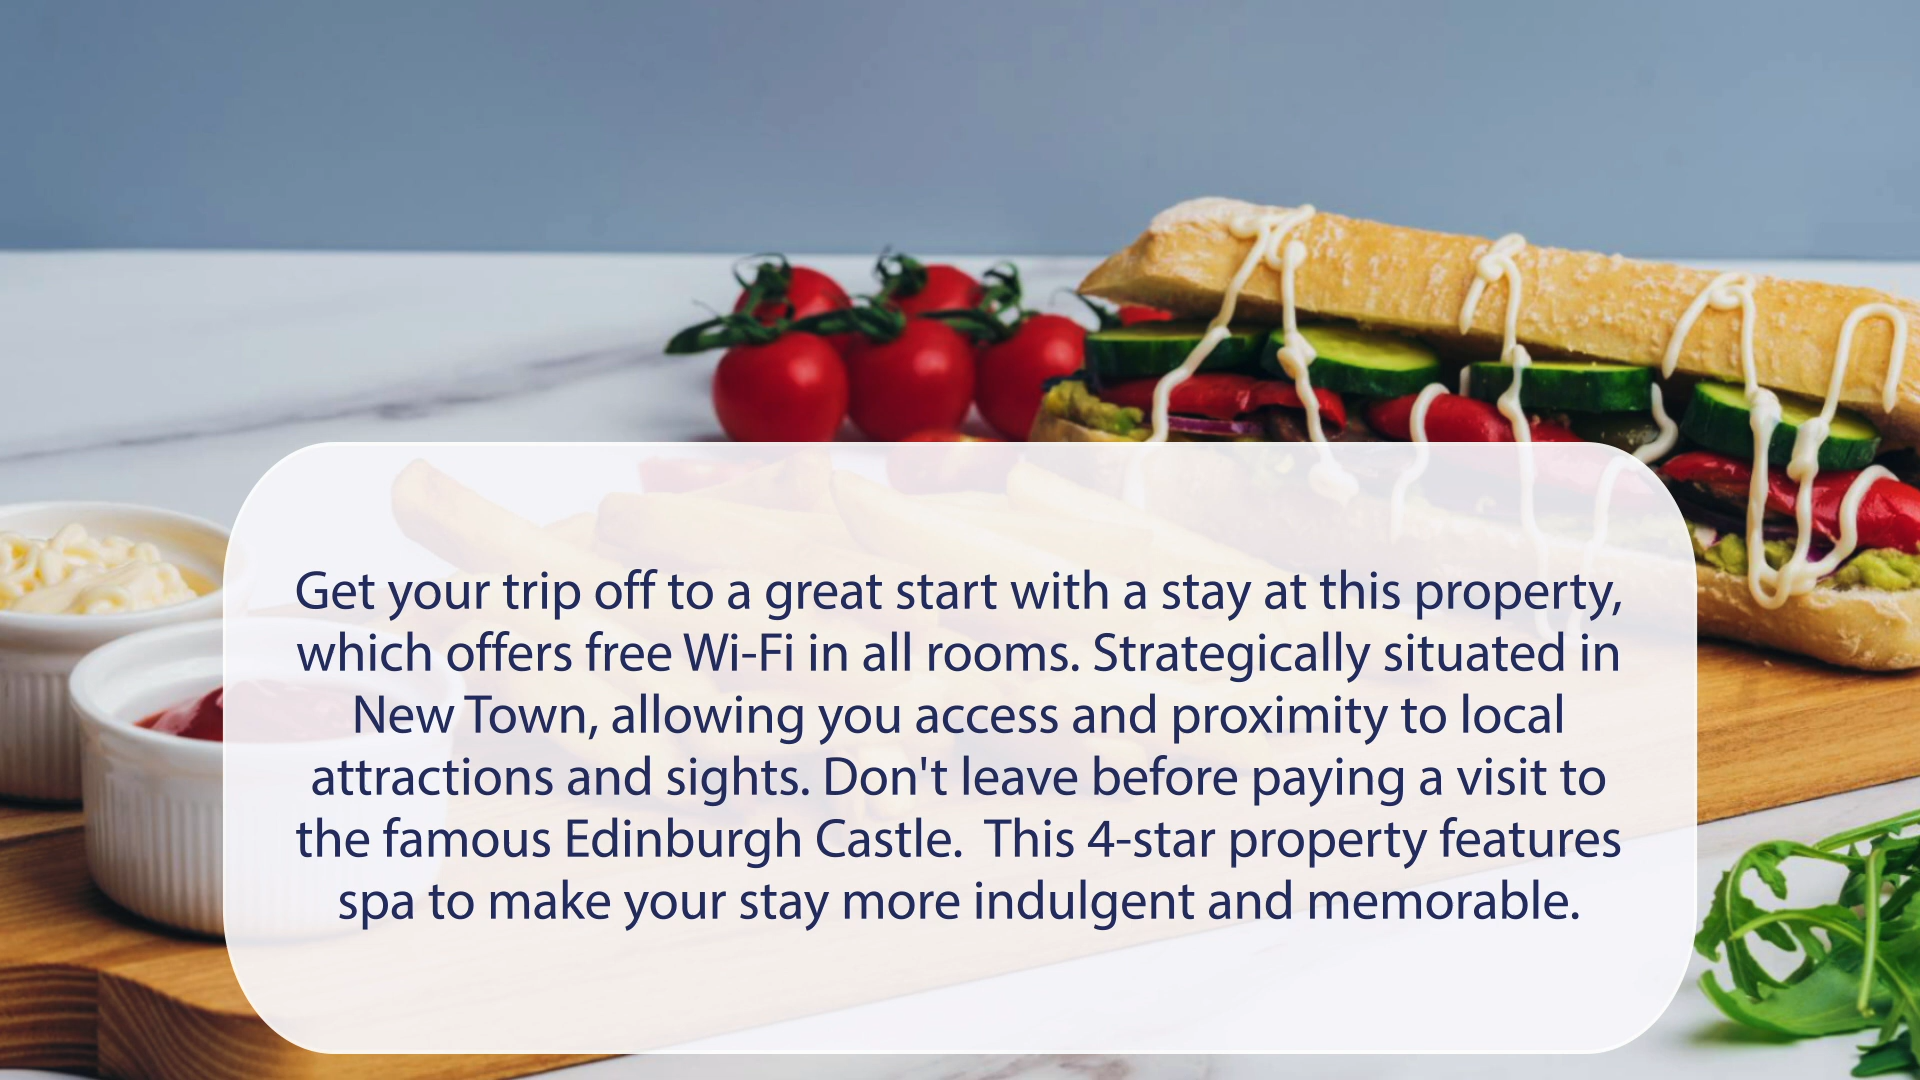 Get your trip off to a great start with a stay at this property,
which offers free Wi-Fi in all rooms. Strategically situated in
New Town, allowing you access and proximity to local
attractions and sights. Don't leave before paying a visit to
the famous Edinburgh Castle.  This 4-star property features
spa to make your stay more indulgent and memorable.